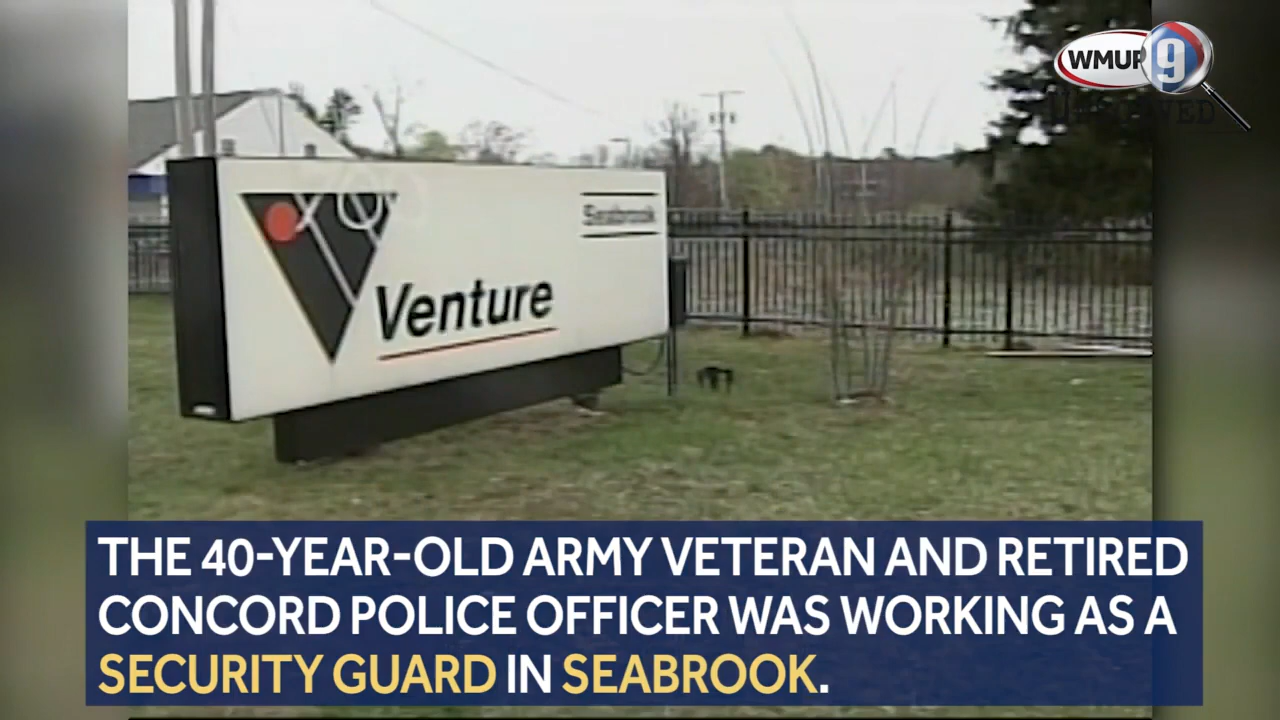 WMUR 9
700
Seabrook
Venture
THE 40-YEAR-OLD ARMY VETERAN AND RETIRED
CONCORD POLICE OFFICER WAS WORKING AS A
SECURITY GUARD IN SEABROOK.